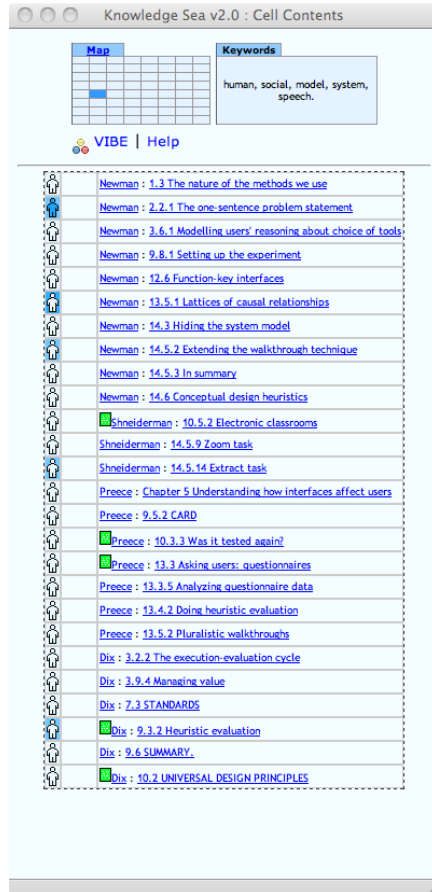 Knowledge Sea v2.0 : Cell Contents
Map
Keywords
human, social, model, system,
speech.
VIBE | Help
Newman : 1.3 The nature of the methods we use
Newman : 2.2.1 The one-sentence problem statement
Newman : 3.6.1 Modelling users' reasoning about choice of tools
Newman : 9.8.1 Setting up the experiment
Newman : 12.6 Function-key interfaces
Newman : 13.5.1 Lattices of causal relationships
Newman : 14.3 Hiding the system model
Newman : 14.5.2 Extending the walkthrough technique
Newman : 14.5.3 In summary
Newman : 14.6 Conceptual design heuristics
Shneiderman : 10.5.2 Electronic classrooms
Shneiderman : 14.5.9 Zoom task
Shneiderman : 14.5.14 Extract task
Preece : Chapter 5 Understanding how interfaces affect users
Preece : 9.5.2 CARD
Preece : 10.3.3 Was it tested again?
Preece : 13.3 Asking users: questionnaires
Preece : 13.3.5 Analyzing questionnaire data
Preece : 13.4.2 Doing heuristic evaluation
Preece : 13.5.2 Pluralistic walkthroughs
Dix : 3.2.2 The execution-evaluation cycle
Dix : 3.9.4 Managing value
Dix : 7.3 STANDARDS
Dix : 9.3.2 Heuristic evaluation
Dix : 9.6 SUMMARY.
Dix : 10.2 UNIVERSAL DESIGN PRINCIPLES